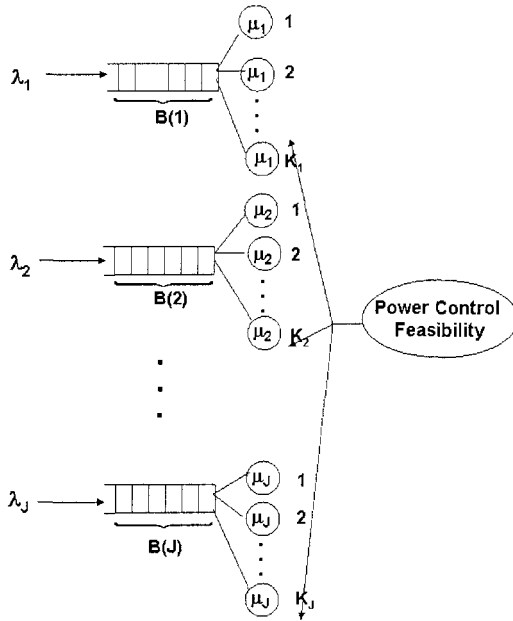 μ₁ 1
λ₁ μ₁ 2
B(1)
μ₁ K₁
μ₂ 1
λ₂ μ₂ 2
B(2)
Power Control
Feasibility
μ₂ K₂
μJ 1
λJ μJ 2
B(J)
μJ KJ